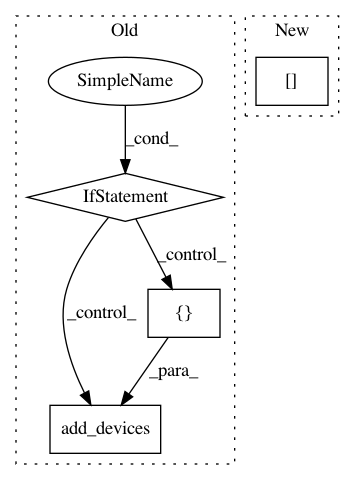 Old
New
SimpleName
[]
_cond_
IfStatement
_control_
_control_
{}
_para_
add_devices